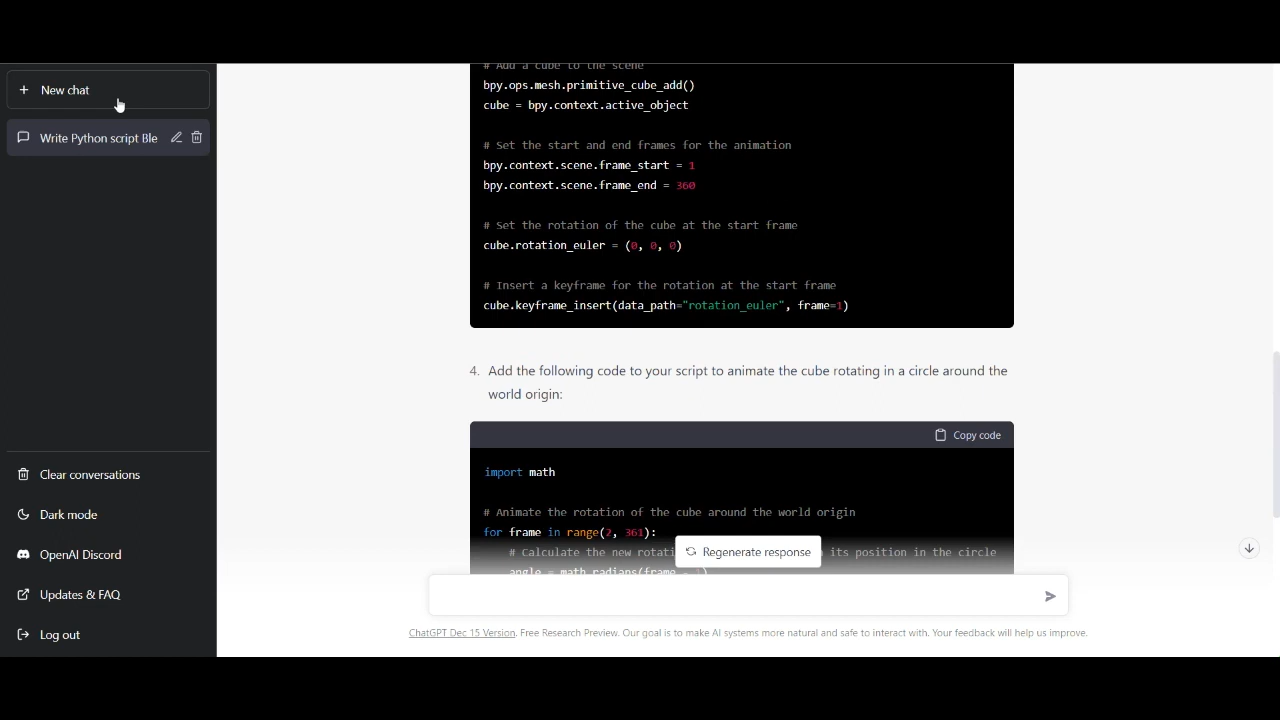 New chat
Write Python script Ble
Clear conversations
Dark mode
OpenAI Discord
Updates & FAQ
Log out
# Add a cube to the scene
bpy.ops.mesh.primitive_cube_add()
cube = bpy.context.active_object
# Set the start and end frames for the animation
bpy.context.scene.frame_start = 1
bpy.context.scene.frame_end = 360
# Set the rotation of the cube at the start frame
cube.rotation_euler = (0, 0, 0)
# Insert a keyframe for the rotation at the start frame
cube.keyframe_insert(data_path="rotation_euler", frame=1)
4. Add the following code to your script to animate the cube rotating in a circle around the
world origin:
Copy code
import math
# Animate the rotation of the cube around the world origin
for frame in range(2, 361):
# Calculate the new rotati its position in the circle
angle = math.radians(frame - 1)
Regenerate response
ChatGPT Dec 15 Version. Free Research Preview. Our goal is to make AI systems more natural and safe to interact with. Your feedback will help us improve.